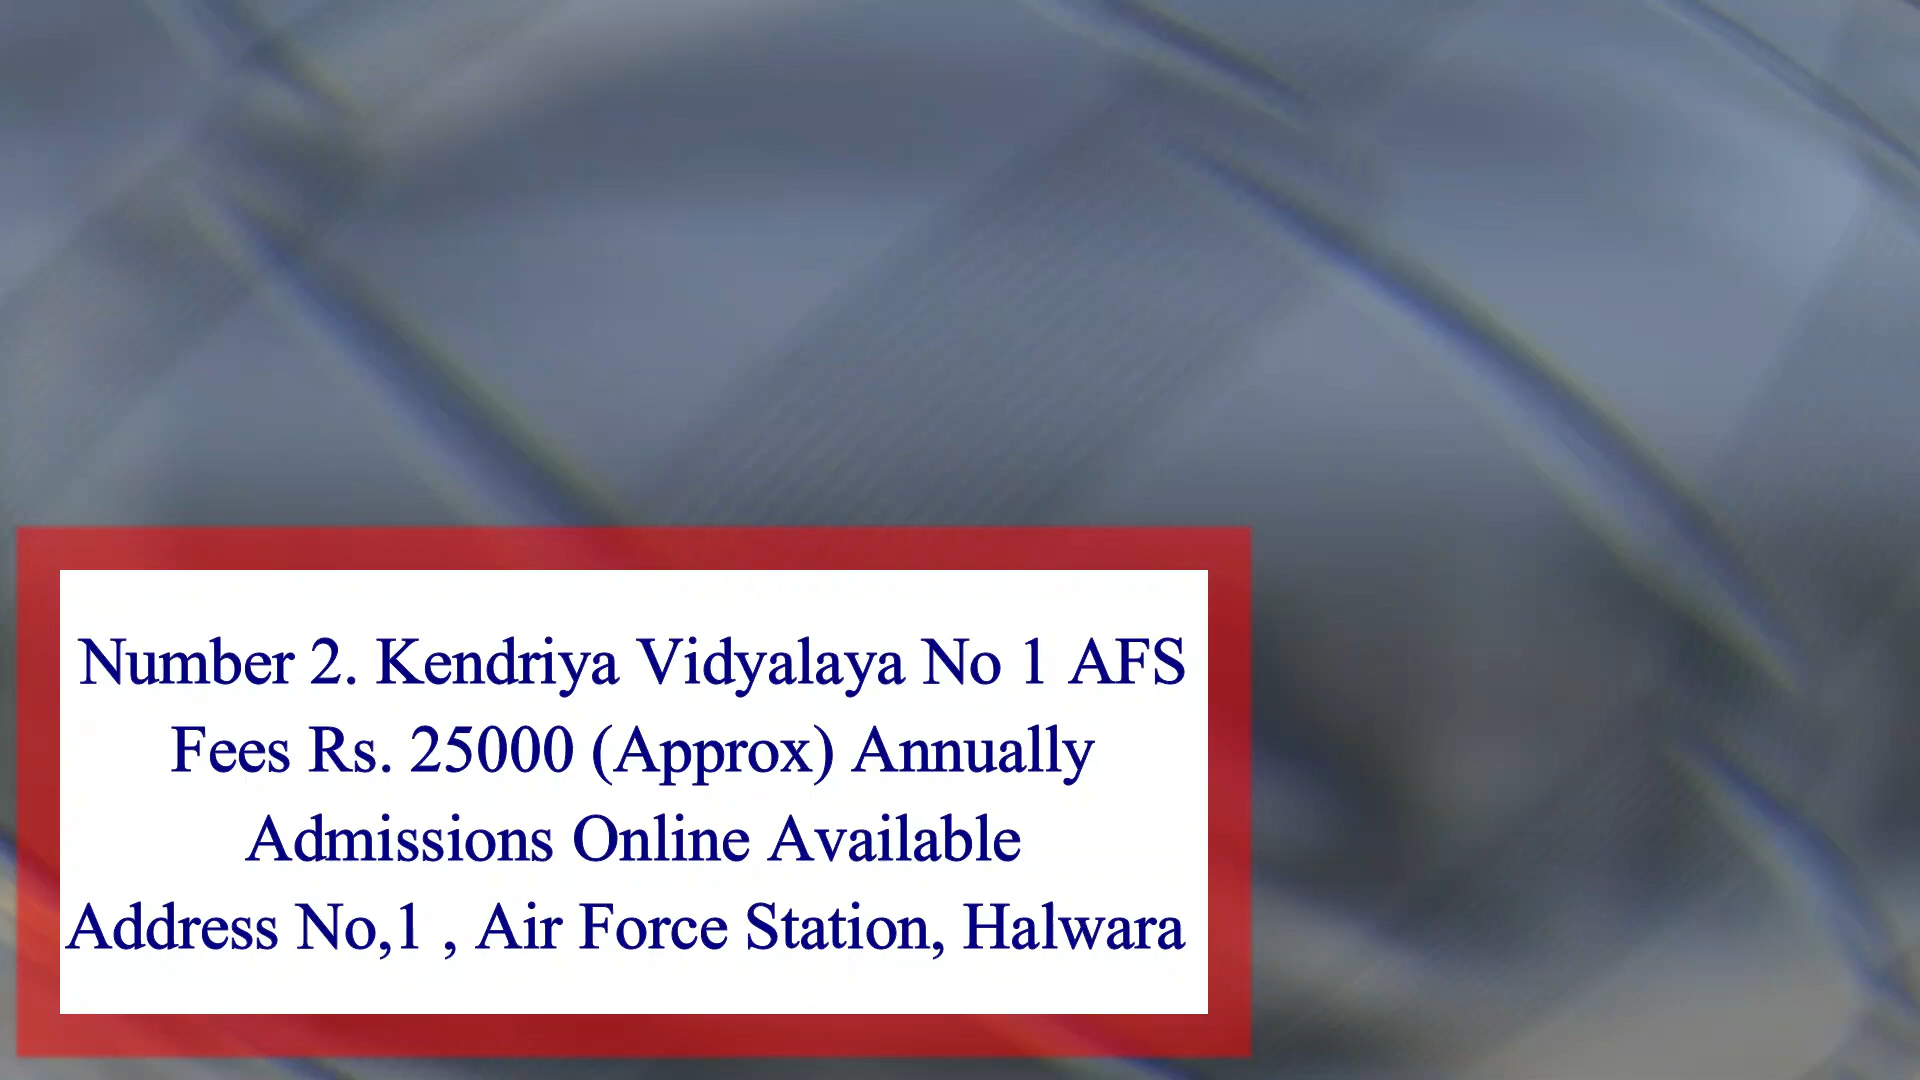 Number 2. Kendriya Vidyalaya No 1 AFS
Fees Rs. 25000 (Approx) Annually
Admissions Online Available
Address No,1 , Air Force Station, Halwara